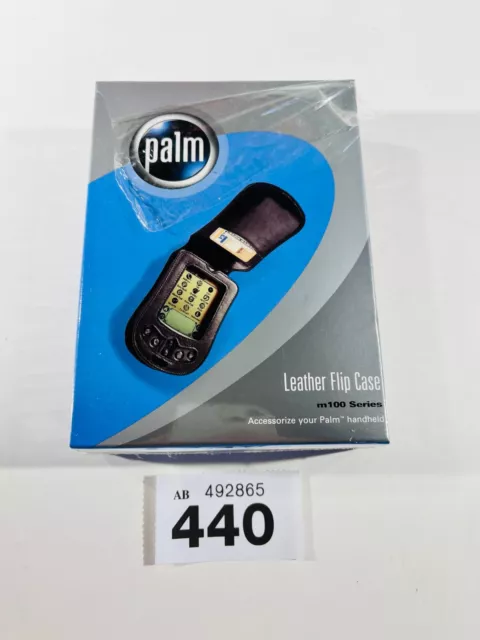 palm
Leather Flip Case
m100 Series
Accessorize your Palm™ handheld
AB 492865
440